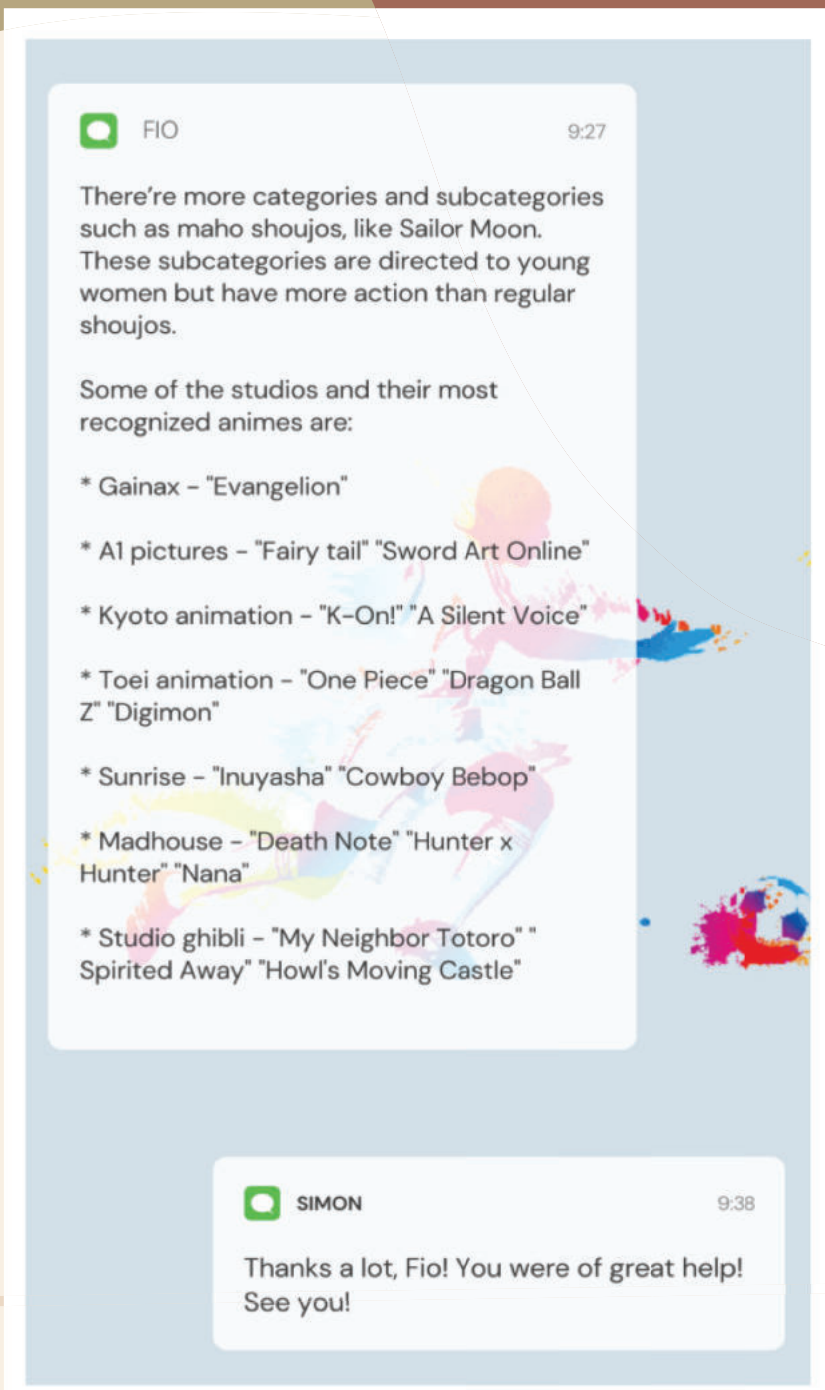 FIO 9:27
There're more categories and subcategories
such as maho shoujos, like Sailor Moon.
These subcategories are directed to young
women but have more action than regular
shoujos.
Some of the studios and their most
recognized animes are:
* Gainax – "Evangelion"
* A1 pictures – "Fairy tail" "Sword Art Online"
* Kyoto animation – "K-On!" "A Silent Voice"
* Toei animation – "One Piece" "Dragon Ball
Z" "Digimon"
* Sunrise – "Inuyasha" "Cowboy Bebop"
* Madhouse – "Death Note" "Hunter x
Hunter" "Nana"
* Studio ghibli – "My Neighbor Totoro" "
Spirited Away" "Howl's Moving Castle"
SIMON 9:38
Thanks a lot, Fio! You were of great help!
See you!